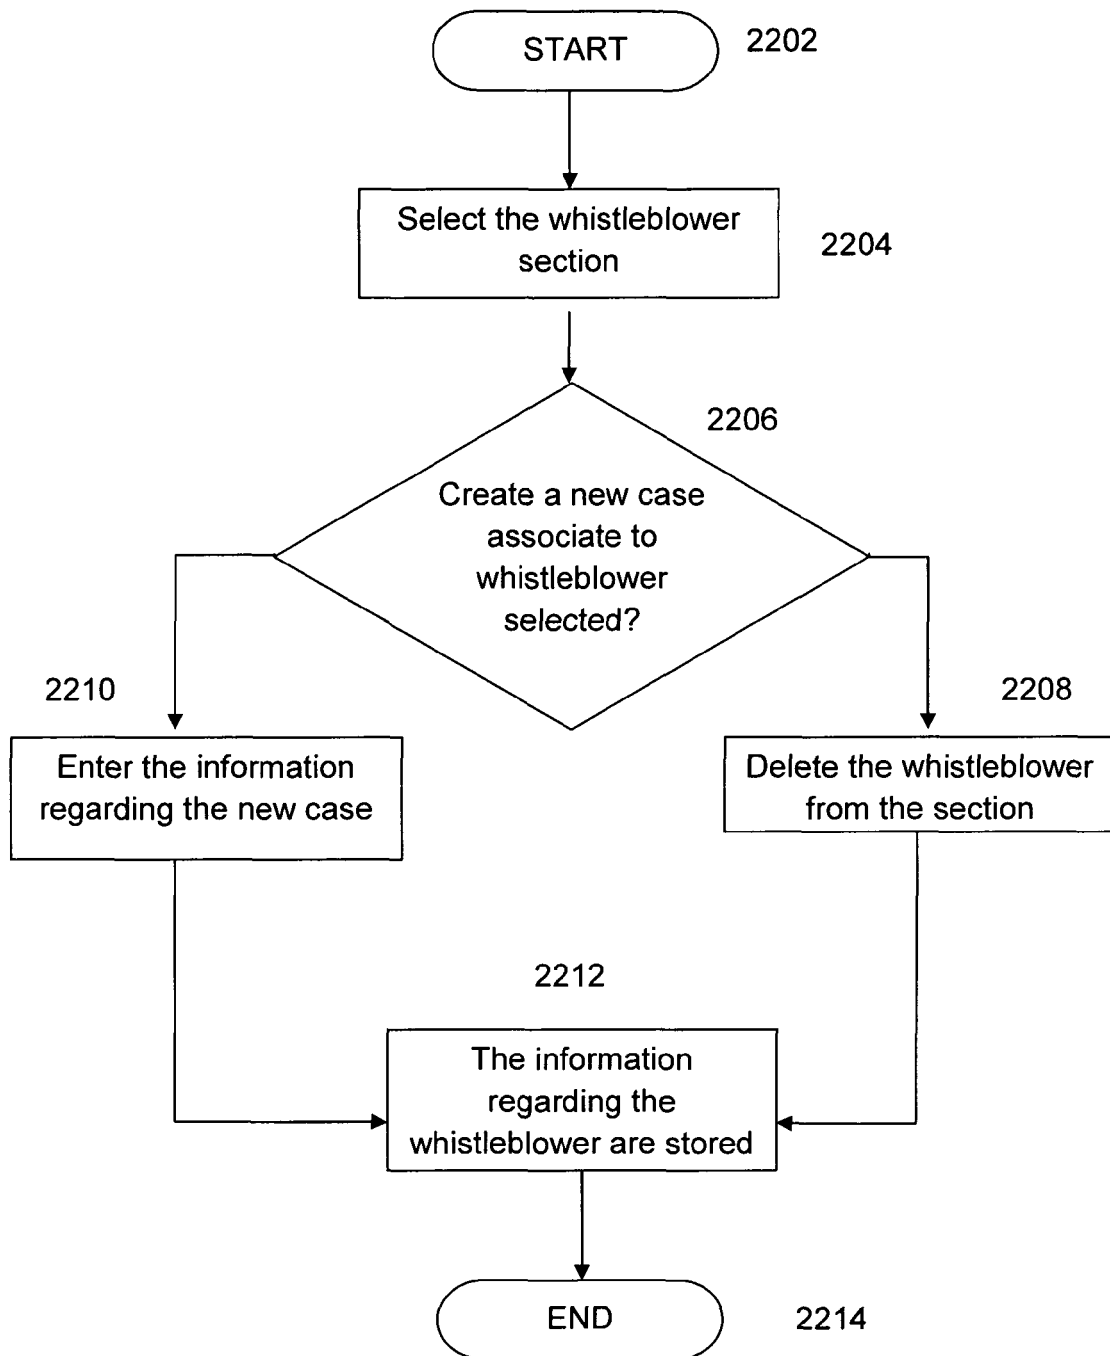 START
2202
Select the whistleblower
section
2204
2206
Create a new case
associate to
whistleblower
selected?
2210
2208
Enter the information
regarding the new case
Delete the whistleblower
from the section
2212
The information
regarding the
whistleblower are stored
END
2214